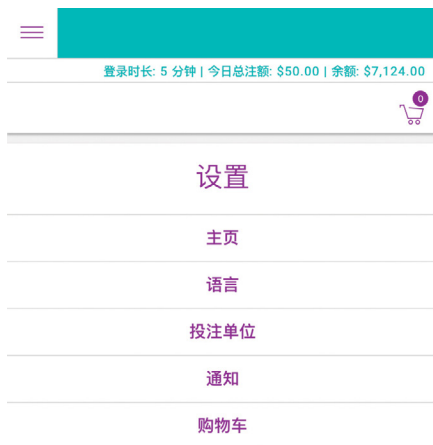 登录时长: 5 分钟 | 今日总注额: $50.00 | 余额: $7,124.00
0
设置
主页
语言
投注单位
通知
购物车